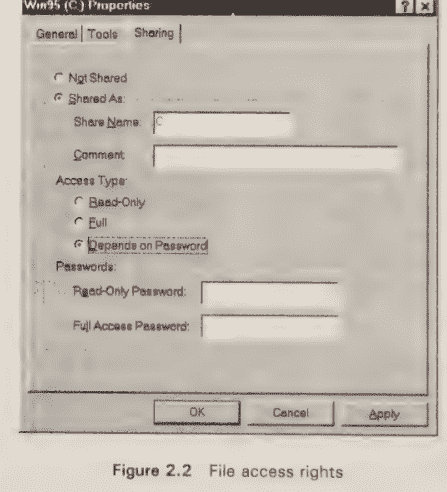 Win95 (C:) Properties
General Tools Sharing
Not Shared
Shared As:
Share Name: C
Comment:
Access Type:
Read-Only
Full
Depends on Password
Passwords:
Read-Only Password:
Full Access Password:
OK Cancel Apply
Figure 2.2 File access rights